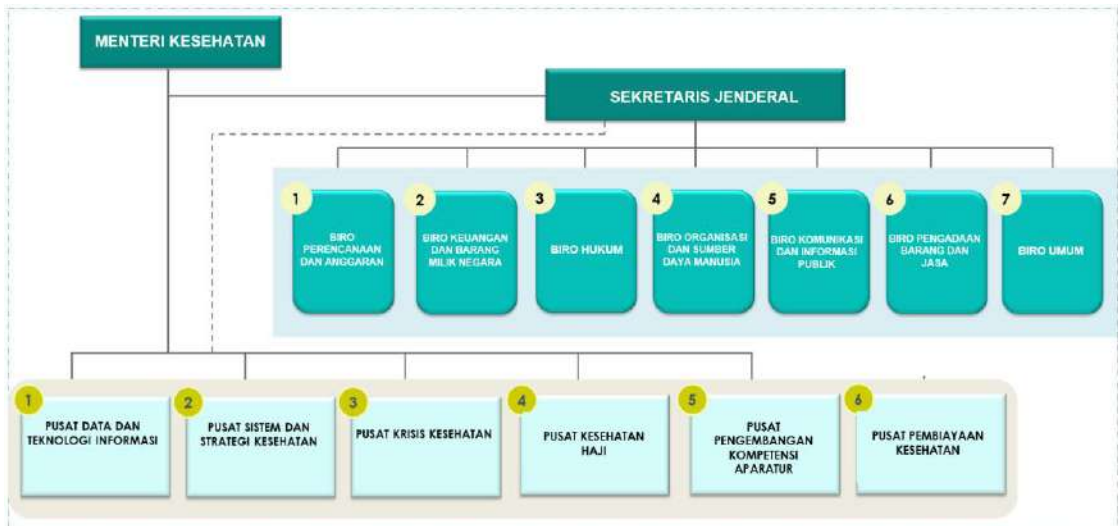 MENTERI KESEHATAN
SEKRETARIS JENDERAL
1
BIRO
PERENCANAAN
DAN ANGGARAN
2
BIRO KEUANGAN
DAN BARANG
MILIK NEGARA
3
BIRO HUKUM
4
BIRO ORGANISASI
DAN SUMBER
DAYA MANUSIA
5
BIRO KOMUNIKASI
DAN INFORMASI
PUBLIK
6
BIRO PENGADAAN
BARANG DAN
JASA
7
BIRO UMUM
1
PUSAT DATA DAN
TEKNOLOGI INFORMASI
2
PUSAT SISTEM DAN
STRATEGI KESEHATAN
3
PUSAT KRISIS KESEHATAN
4
PUSAT KESEHATAN
HAJI
5
PUSAT
PENGEMBANGAN
KOMPETENSI
APARATUR
6
PUSAT PEMBIAYAAN
KESEHATAN